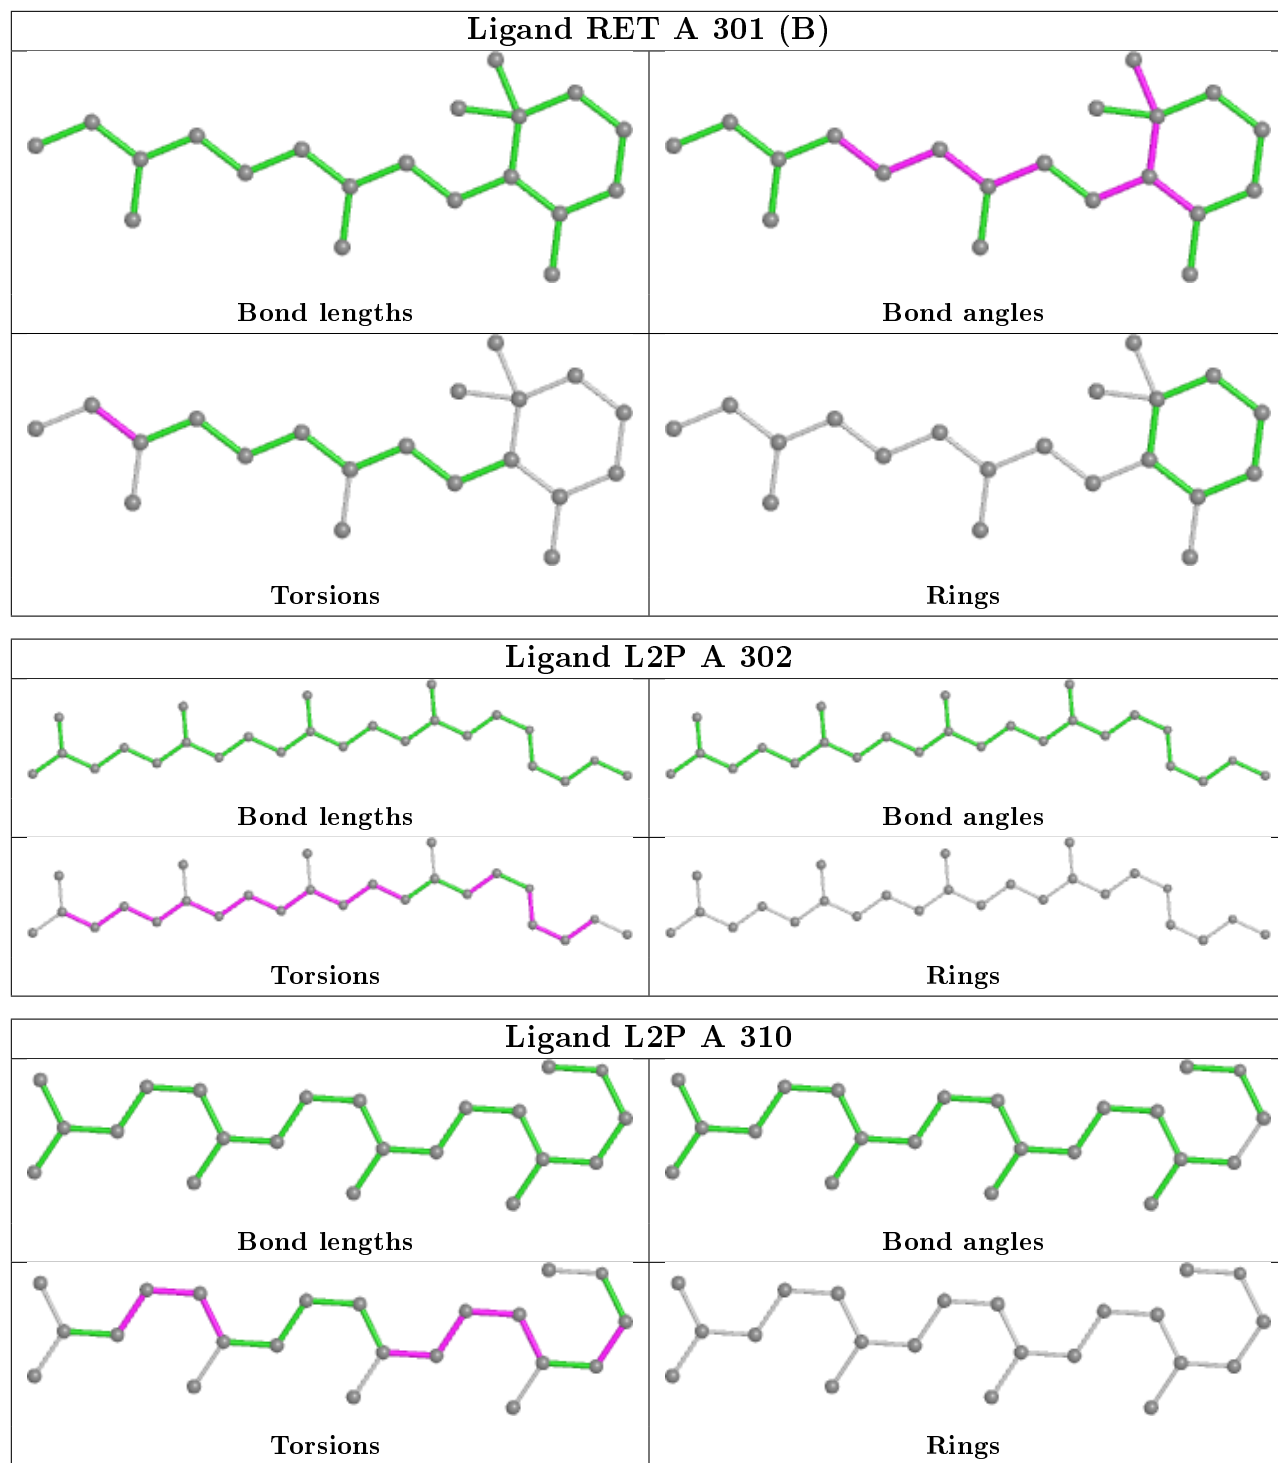 Ligand RET A 301 (B)
Bond lengths
Bond angles
Torsions
Rings
Ligand L2P A 302
Bond lengths
Bond angles
Torsions
Rings
Ligand L2P A 310
Bond lengths
Bond angles
Torsions
Rings